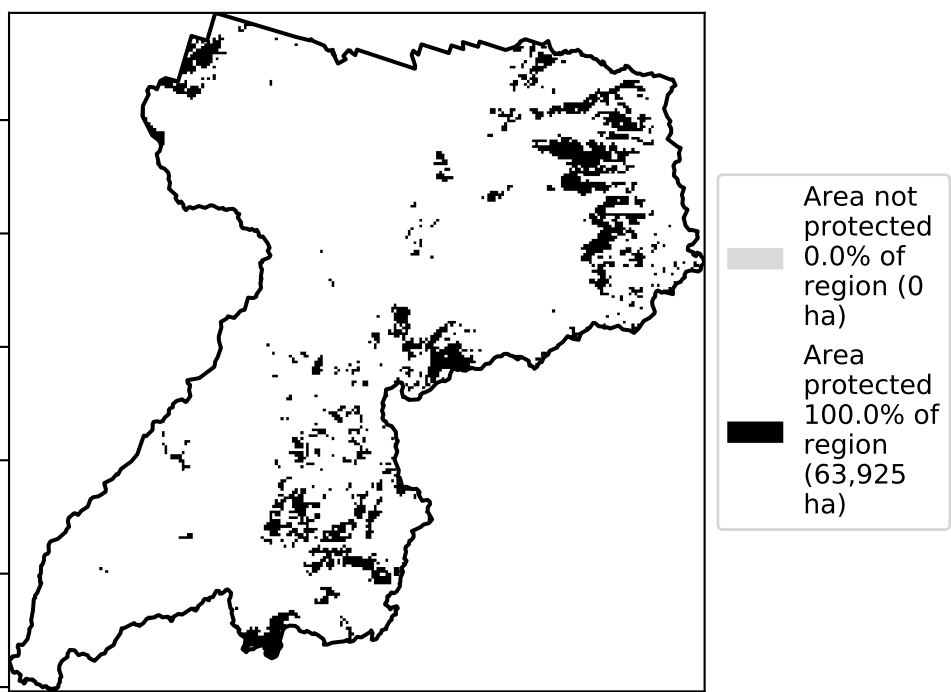 Area not
protected
0.0% of
region (0
ha)
Area
protected
100.0% of
region
(63,925
ha)